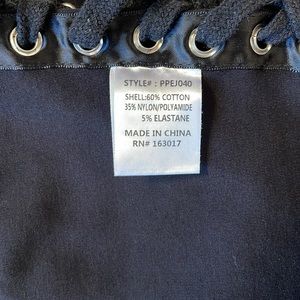 STYLE# : PPEJ040
SHELL:60% COTTON
35% NYLON/POLYAMIDE
5% ELASTANE
MADE IN CHINA
RN# 163017